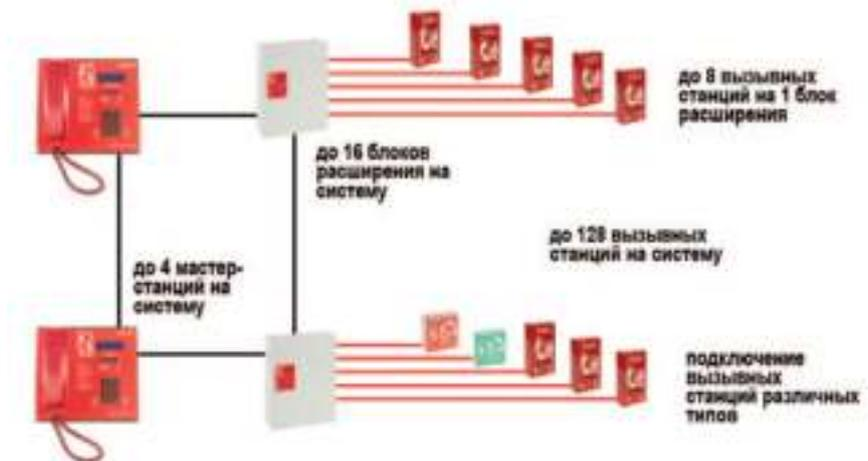 до 8 вызывных
станций на 1 блок
расширения
до 16 блоков
расширения на
систему
до 128 вызывных
станций на систему
до 4 мастер-
станций на
систему
подключение
вызывных
станций различных
типов